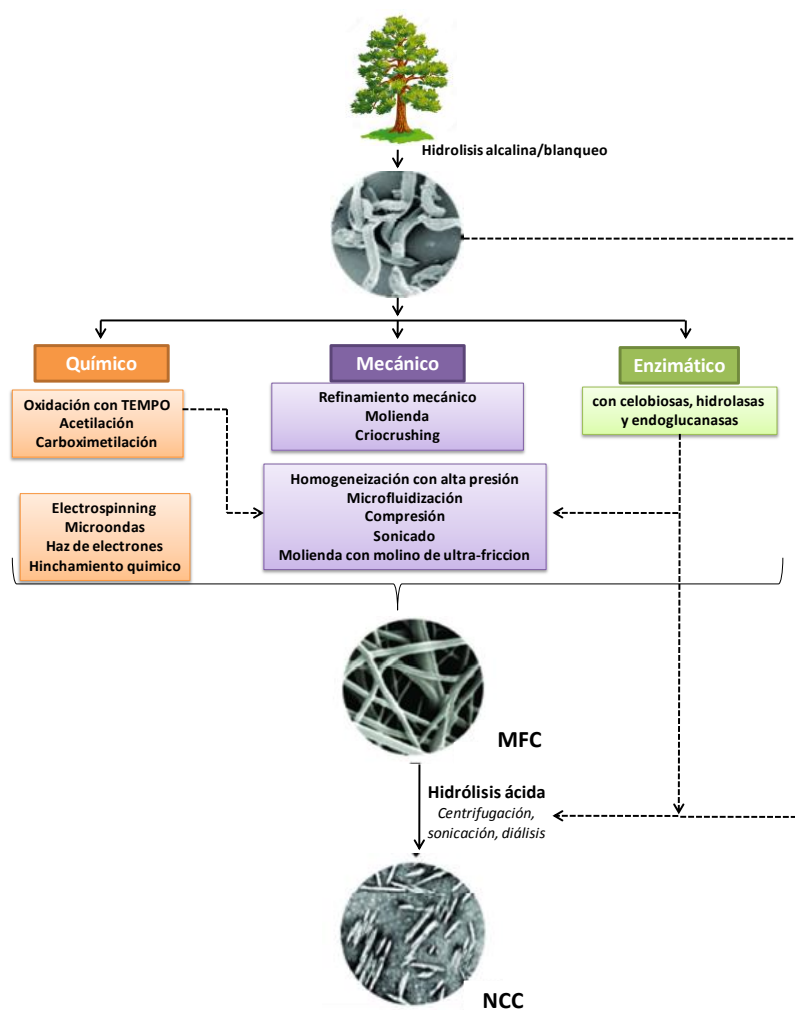 Hidrolisis alcalina/blanqueo
Químico
Mecánico
Enzimático
Oxidación con TEMPO
Acetilación
Carboximetilación
Refinamiento mecánico
Molienda
Criocrushing
con celobiosas, hidrolasas
y endoglucanasas
Electrospinning
Microondas
Haz de electrones
Hinchamiento quimico
Homogeneización con alta presión
Microfluidización
Compresión
Sonicado
Molienda con molino de ultra-friccion
MFC
Hidrólisis ácida
Centrifugación,
sonicación, diálisis
NCC